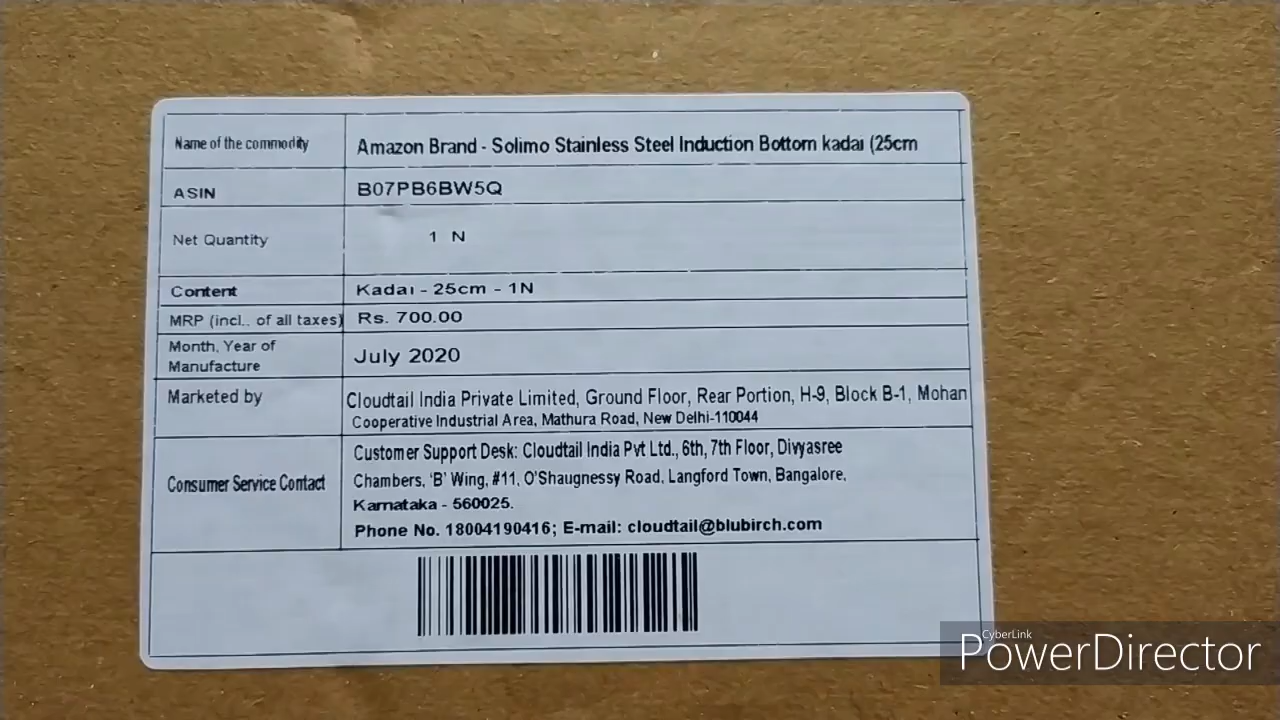 Name of the commodity
Amazon Brand - Solimo Stainless Steel Induction Bottom kadai (25cm
ASIN
B07PB6BW5Q
Net Quantity
1 N
Content
Kadai - 25cm - 1N
MRP (incl.. of all taxes)
Rs. 700.00
Month, Year of
Manufacture
July 2020
Marketed by
Cloudtail India Private Limited, Ground Floor, Rear Portion, H-9, Block B-1, Mohan
Cooperative Industrial Area, Mathura Road, New Delhi-110044
Consumer Service Contact
Customer Support Desk: Cloudtail India Pvt Ltd., 6th, 7th Floor, Divyasree
Chambers, 'B' Wing, #11, O'Shaugnessy Road, Langford Town, Bangalore,
Karnataka - 560025.
Phone No. 18004190416; E-mail: cloudtail@blubirch.com
CyberLink
PowerDirector